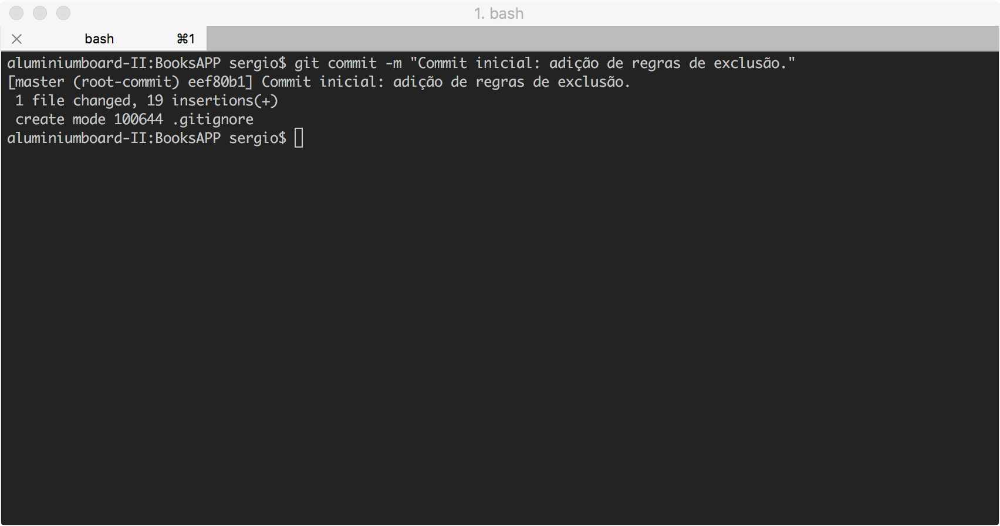 1. bash
bash ⌘1
aluminiumboard-II:BooksAPP sergio$ git commit -m "Commit inicial: adição de regras de exclusão."
[master (root-commit) eef80b1] Commit inicial: adição de regras de exclusão.
 1 file changed, 19 insertions(+)
 create mode 100644 .gitignore
aluminiumboard-II:BooksAPP sergio$